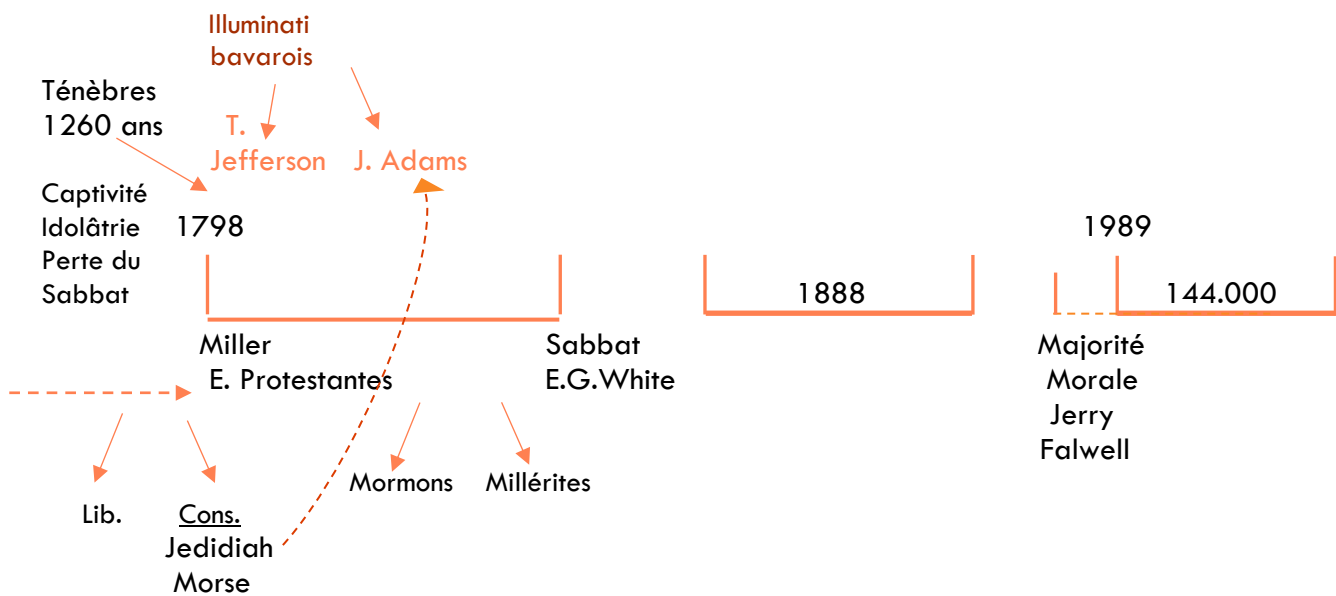 Illuminati
bavarois
Ténèbres
1260 ans
T.
Jefferson
J. Adams
Captivité
Idolâtrie
Perte du
Sabbat
1798
1989
1888
144.000
Miller
E. Protestantes
Sabbat
E.G.White
Majorité
Morale
Jerry
Falwell
Mormons
Millérites
Lib.
Cons.
Jedidiah
Morse